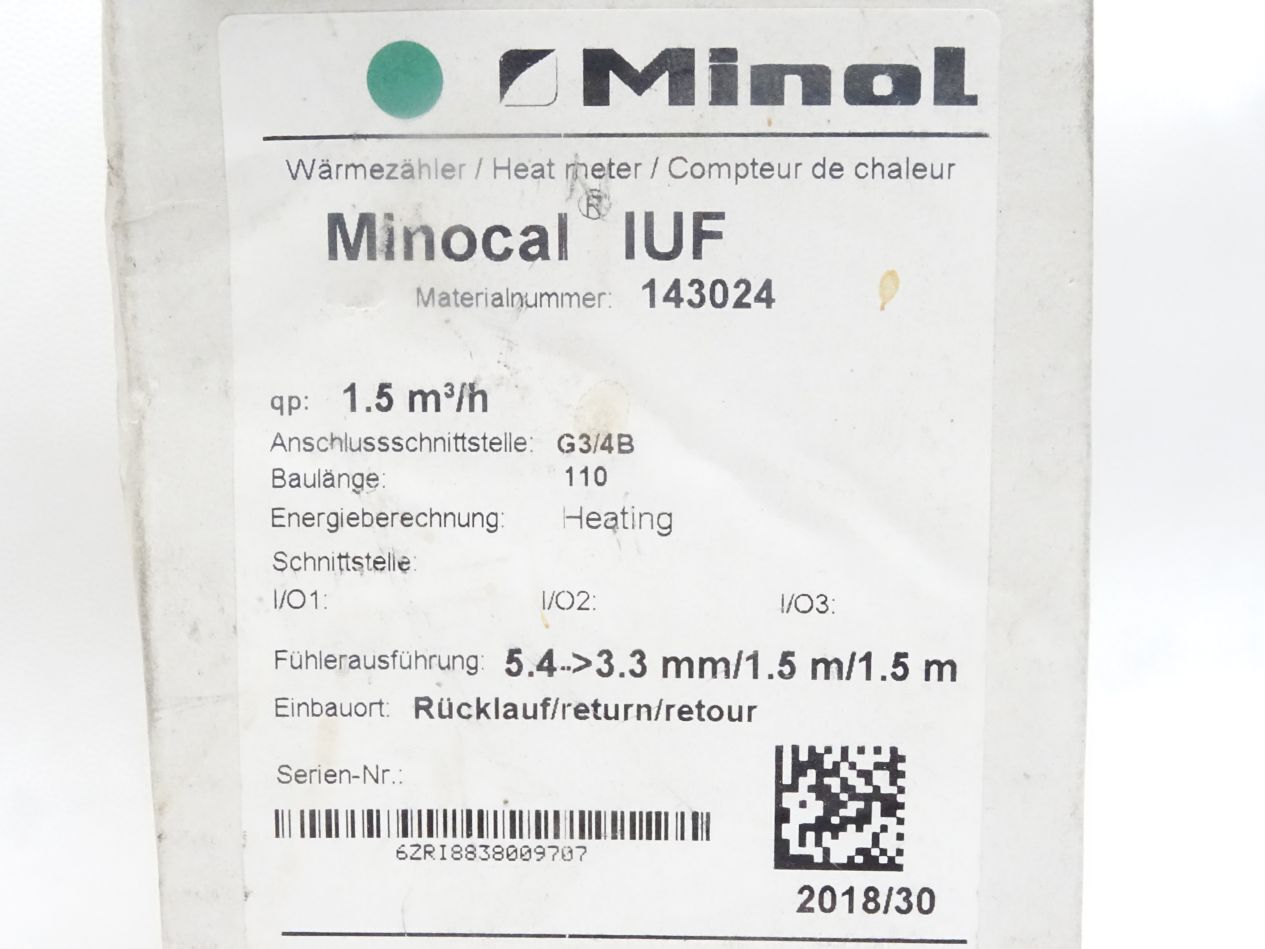 Minol
Wärmezähler / Heat meter / Compteur de chaleur
Minocal® IUF
Materialnummer: 143024
qp: 1.5 m³/h
Anschlussschnittstelle: G3/4B
Baulänge: 110
Energieberechnung: Heating
Schnittstelle:
I/O1: I/O2: I/O3:
Fühlerausführung: 5.4->3.3 mm/1.5 m/1.5 m
Einbauort: Rücklauf/return/retour
Serien-Nr.:
6ZRI8838009707
2018/30